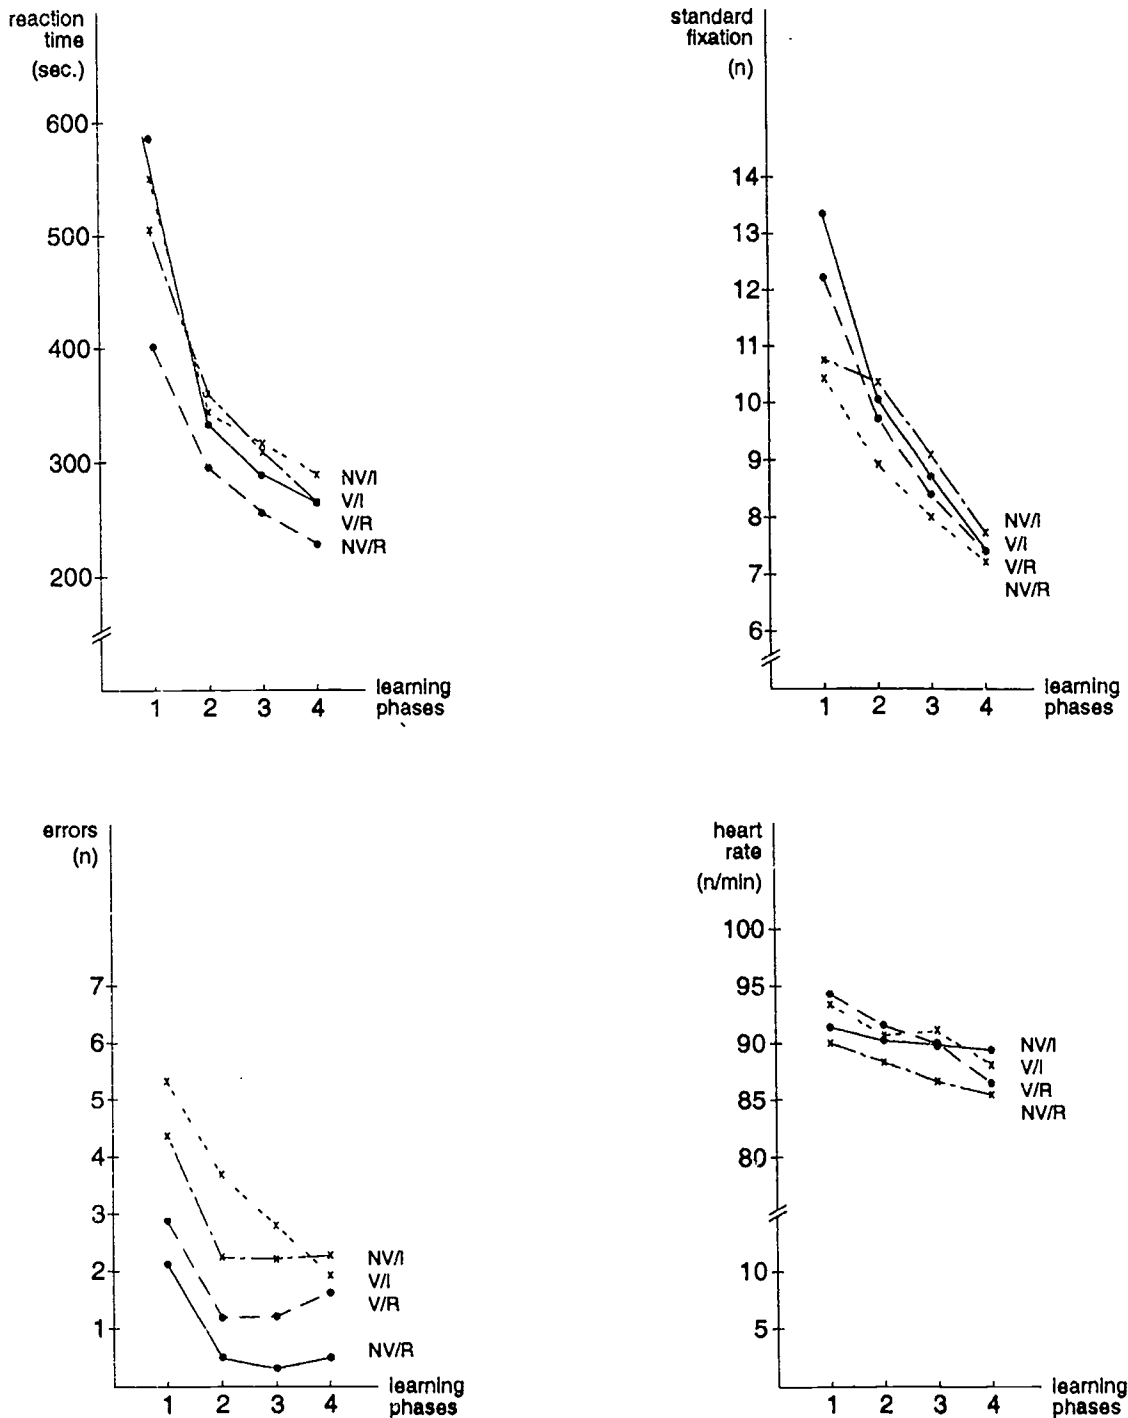 reaction
time
(sec.)
600
500
400
300
200
NV/I
V/I
V/R
NV/R
1 2 3 4
learning
phases
standard
fixation
(n)
14
13
12
11
10
9
8
7
6
NV/I
V/I
V/R
NV/R
1 2 3 4
learning
phases
errors
(n)
7
6
5
4
3
2
1
NV/I
V/I
V/R
NV/R
1 2 3 4
learning
phases
heart
rate
(n/min)
100
95
90
85
80
10
5
NV/I
V/I
V/R
NV/R
1 2 3 4
learning
phases